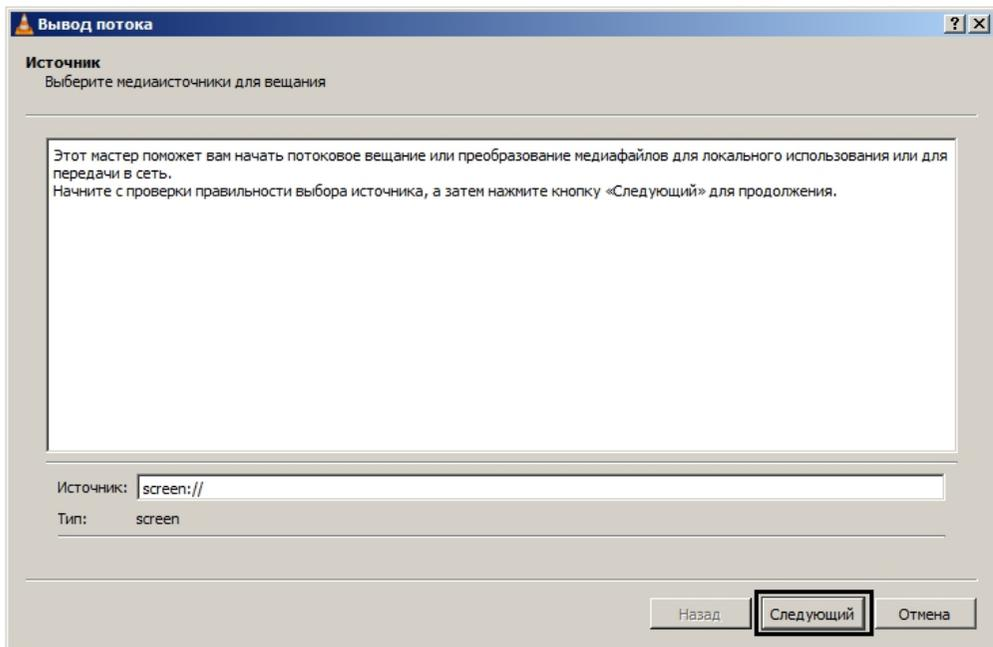 Вывод потока
Источник
Выберите медиаисточники для вещания
Этот мастер поможет вам начать потоковое вещание или преобразование медиафайлов для локального использования или для
передачи в сеть.
Начните с проверки правильности выбора источника, а затем нажмите кнопку «Следующий» для продолжения.
Источник: screen://
Тип: screen
Назад Следующий Отмена